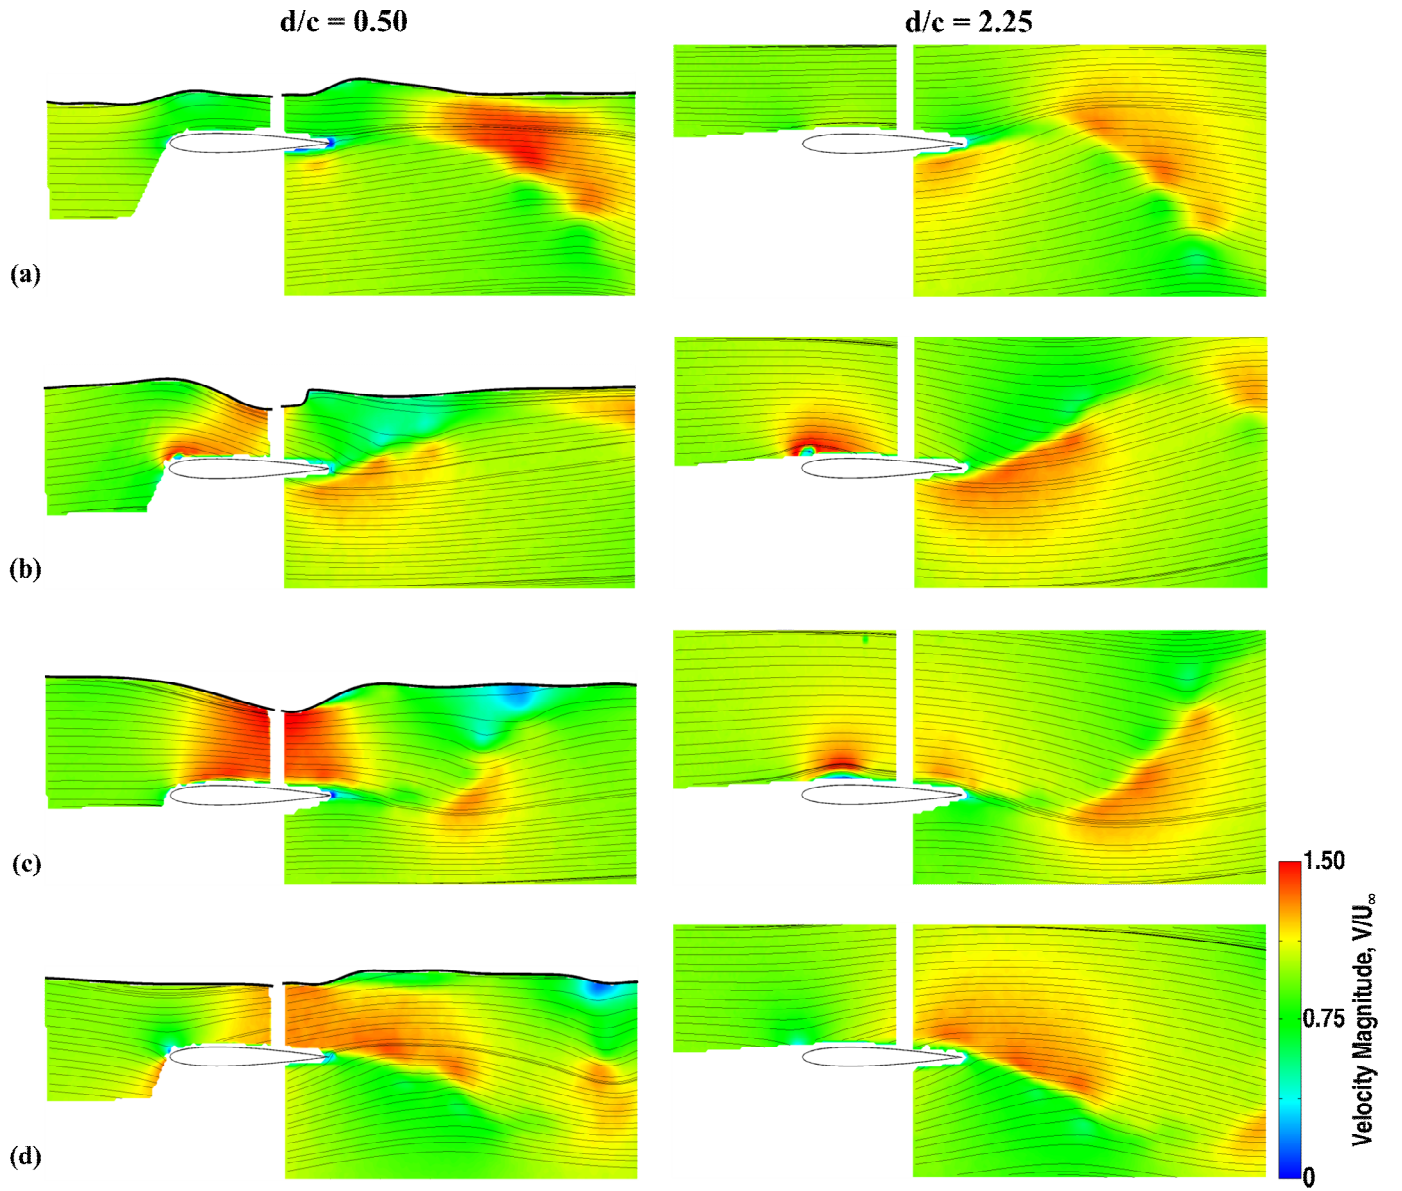 d/c = 0.50
d/c = 2.25
(a)
(b)
(c)
(d)
1.50
0.75
0
Velocity Magnitude, V/U∞